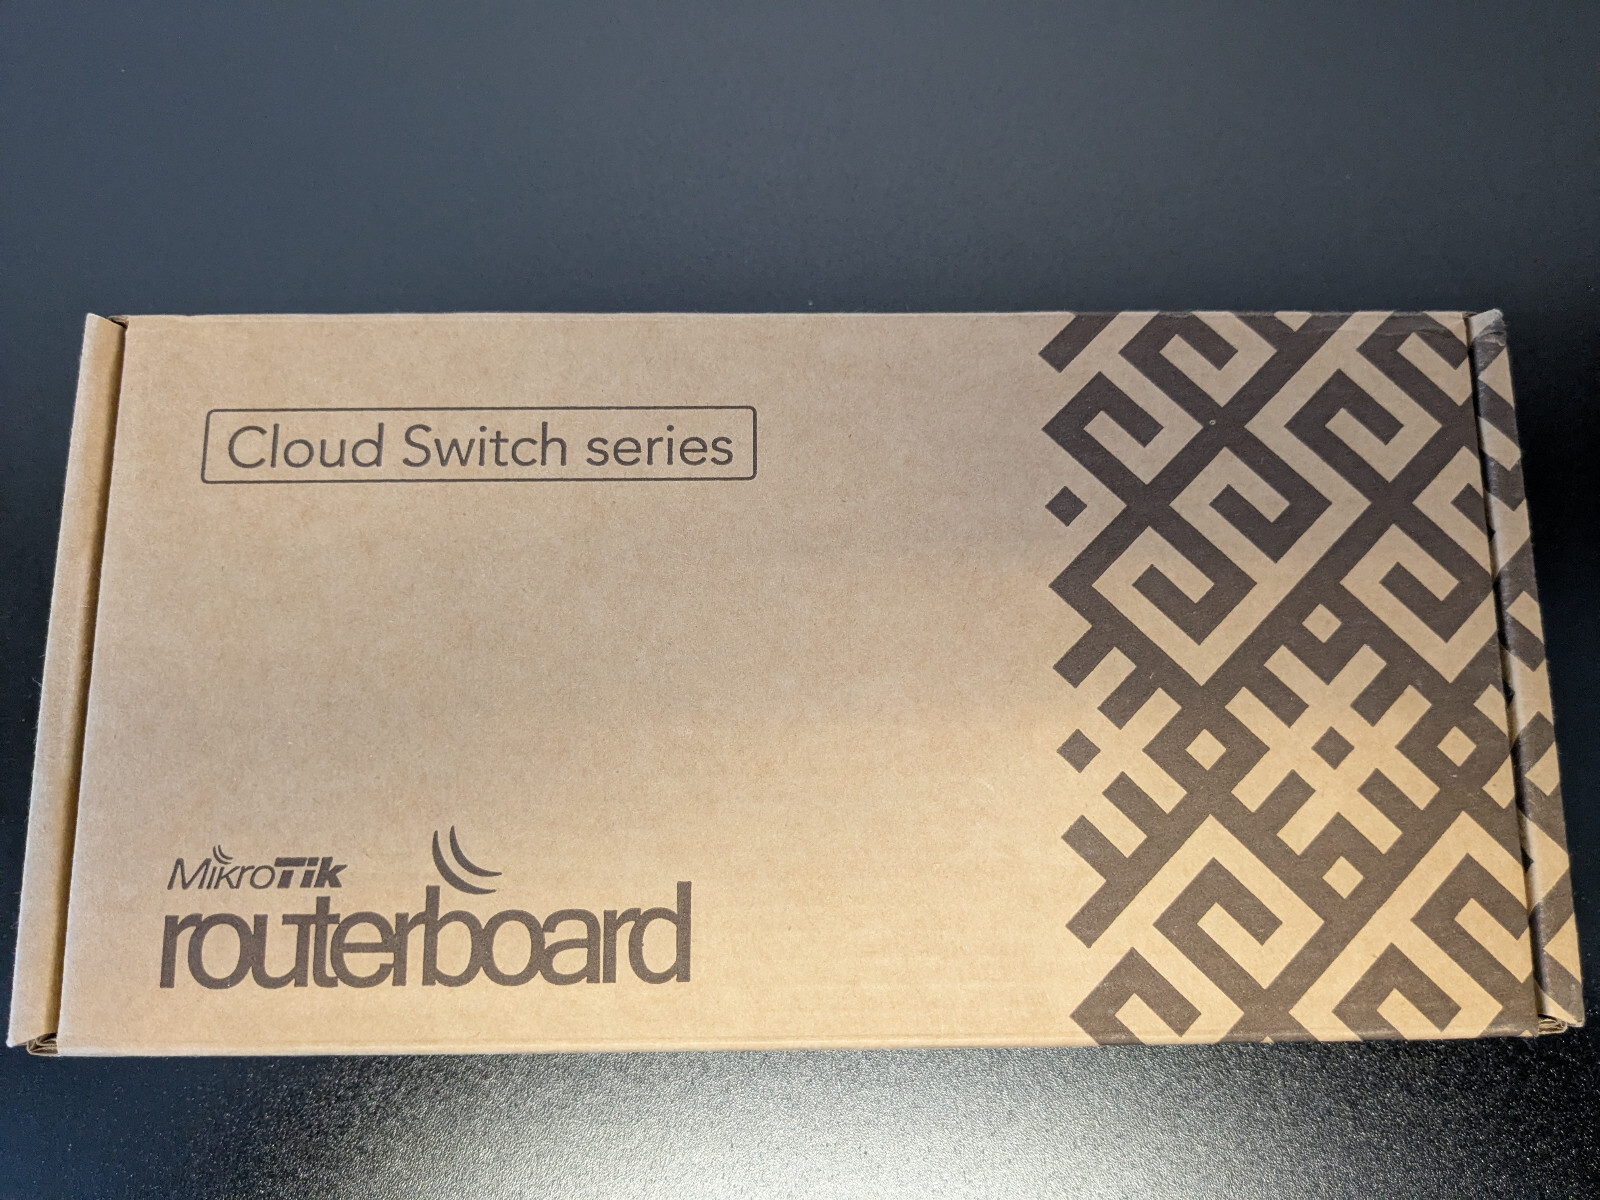 Cloud Switch series
MikroTik
routerboard